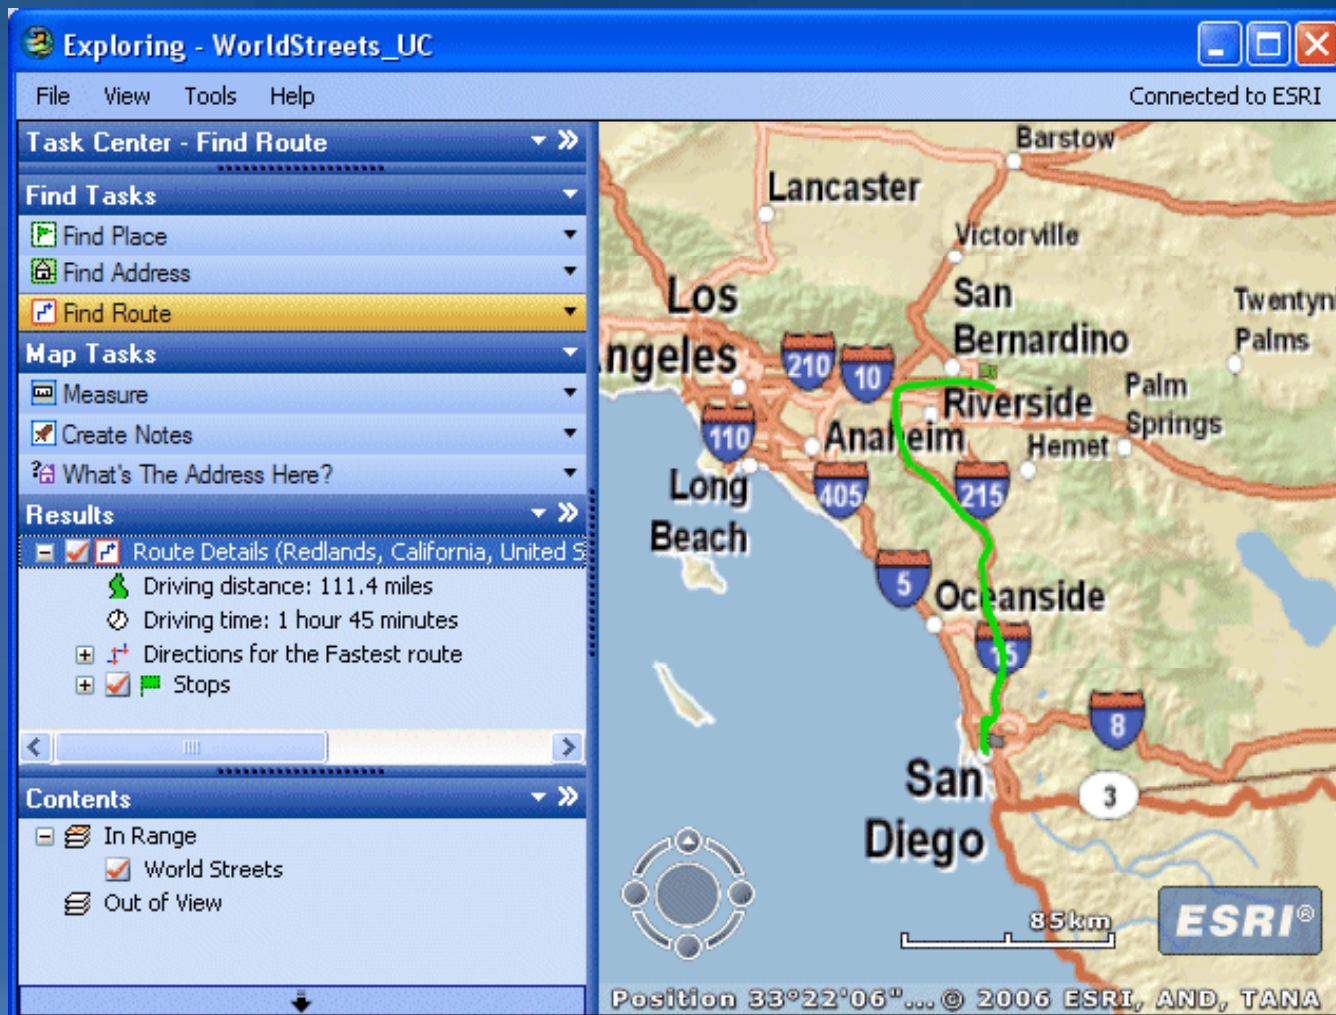 Exploring - WorldStreets_UC
File View Tools Help
Connected to ESRI
Task Center - Find Route
Find Tasks
Find Place
Find Address
Find Route
Map Tasks
Measure
Create Notes
What's The Address Here?
Results
Route Details (Redlands, California, United S
Driving distance: 111.4 miles
Driving time: 1 hour 45 minutes
Directions for the Fastest route
Stops
Contents
In Range
World Streets
Out of View
Barstow
Lancaster
Victorville
Los
ngeles
San
Bernardino
Twentyn
Palms
210
10
Riverside
Palm
Springs
110
Anaheim
Hemet
Long
Beach
405
215
5
Oceanside
15
8
San
Diego
3
85km
ESRI®
Position 33°22'06"...© 2006 ESRI, AND, TANA